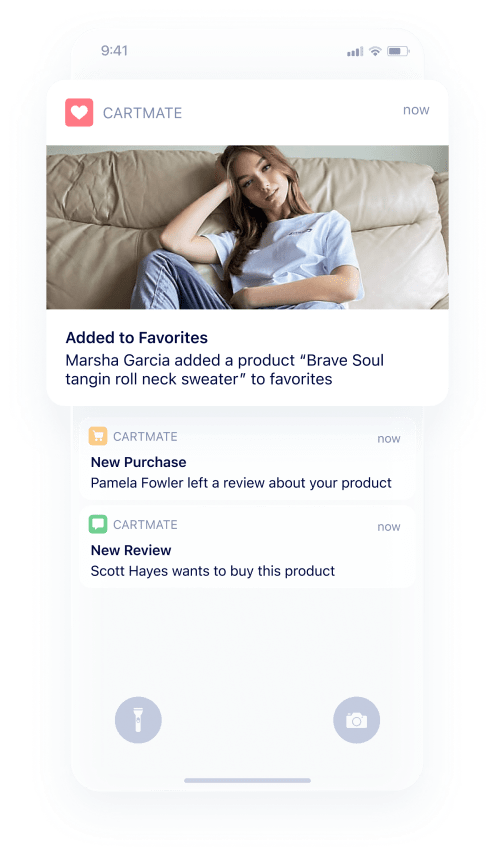 9:41
CARTMATE
now
Added to Favorites
Marsha Garcia added a product “Brave Soul
tangin roll neck sweater” to favorites
CARTMATE
now
New Purchase
Pamela Fowler left a review about your product
CARTMATE
now
New Review
Scott Hayes wants to buy this product